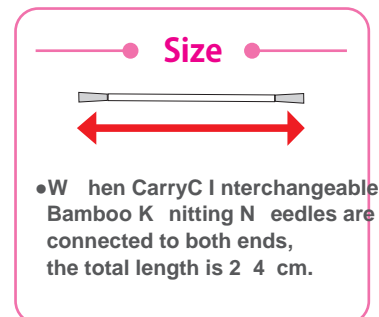 Size
●W hen CarryC I nterchangeable
Bamboo K nitting N eedles are
connected to both ends,
the total length is 2 4 cm.